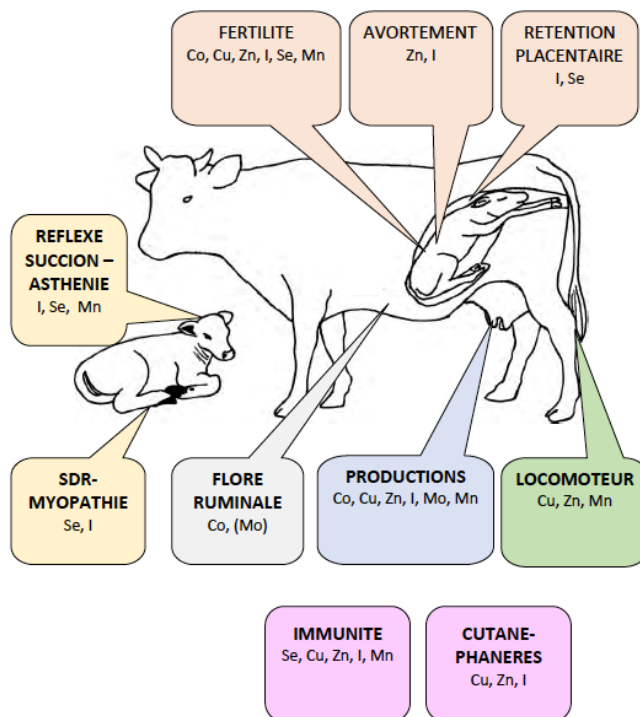 FERTILITE
Co, Cu, Zn, I, Se, Mn
AVORTEMENT
Zn, I
RETENTION
PLACENTAIRE
I, Se
REFLEXE
SUCCION –
ASTHENIE
I, Se, Mn
SDR-
MYOPATHIE
Se, I
FLORE
RUMINALE
Co, (Mo)
PRODUCTIONS
Co, Cu, Zn, I, Mo, Mn
LOCOMOTEUR
Cu, Zn, Mn
IMMUNITE
Se, Cu, Zn, I, Mn
CUTANE-
PHANERES
Cu, Zn, I